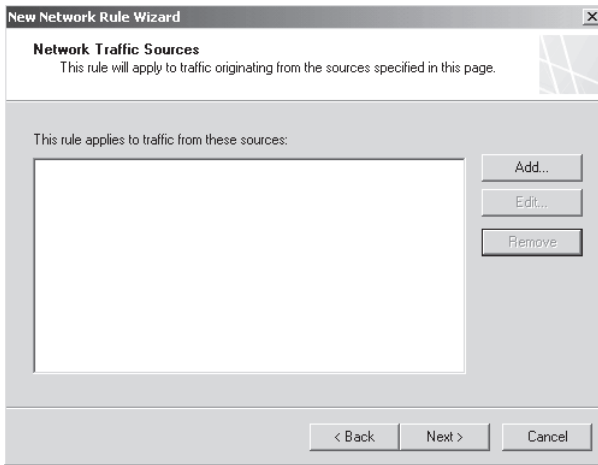 New Network Rule Wizard
Network Traffic Sources
This rule will apply to traffic originating from the sources specified in this page.
This rule applies to traffic from these sources:
Add...
Edit...
Remove
< Back
Next >
Cancel